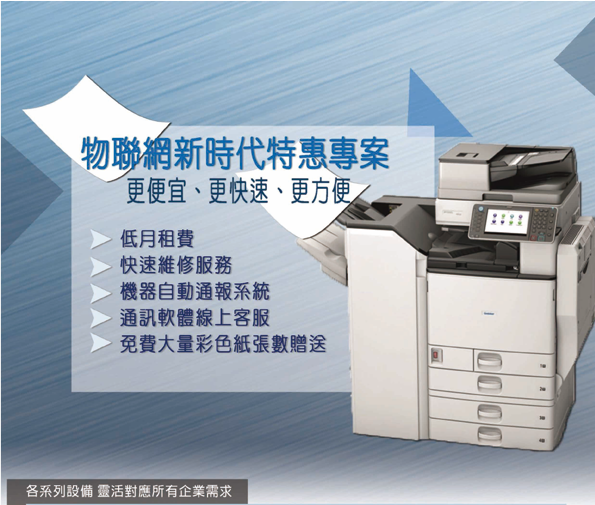 物聯網新時代特惠專案
更便宜、更快速、更方便
低月租費
快速維修服務
機器自動通報系統
通訊軟體線上客服
免費大量彩色紙張數贈送
各系列設備 靈活對應所有企業需求